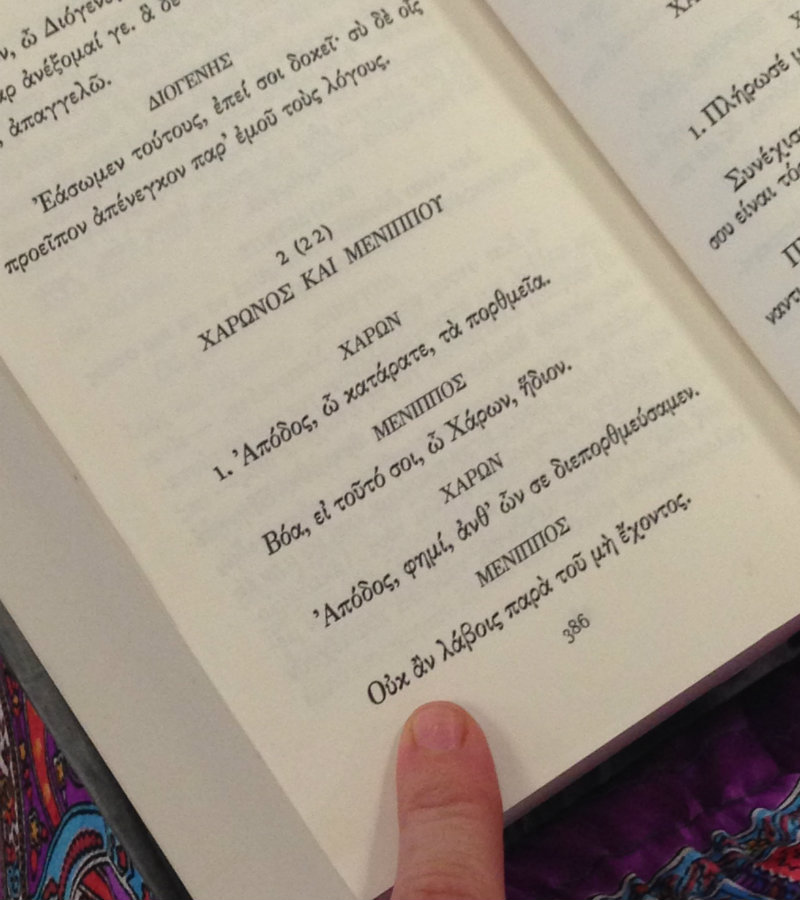 ὦ Διόγενες
ἀνέξομαί γε. ἃ δὲ
ἀπαγγελῶ.
ΔΙΟΓΕΝΗΣ
Ἐάσωμεν τούτους, ἐπεί σοι δοκεῖ· σὺ δὲ οἷς
προεῖπον ἀπένεγκον παρ’ ἐμοῦ τοὺς λόγους.
2 (22)
ΧΑΡΩΝΟΣ ΚΑΙ ΜΕΝΙΠΠΟΥ
ΧΑΡΩΝ
1. Ἀπόδος, ὦ κατάρατε, τὰ πορθμεῖα.
ΜΕΝΙΠΠΟΣ
Βόα, εἰ τοῦτό σοι, ὦ Χάρων, ἥδιον.
ΧΑΡΩΝ
Ἀπόδος, φημί, ἀνθ’ ὧν σε διεπορθμεύσαμεν.
ΜΕΝΙΠΠΟΣ
Οὐκ ἂν λάβοις παρὰ τοῦ μὴ ἔχοντος.
386
1. Πλήρωσέ
σου εἶναι